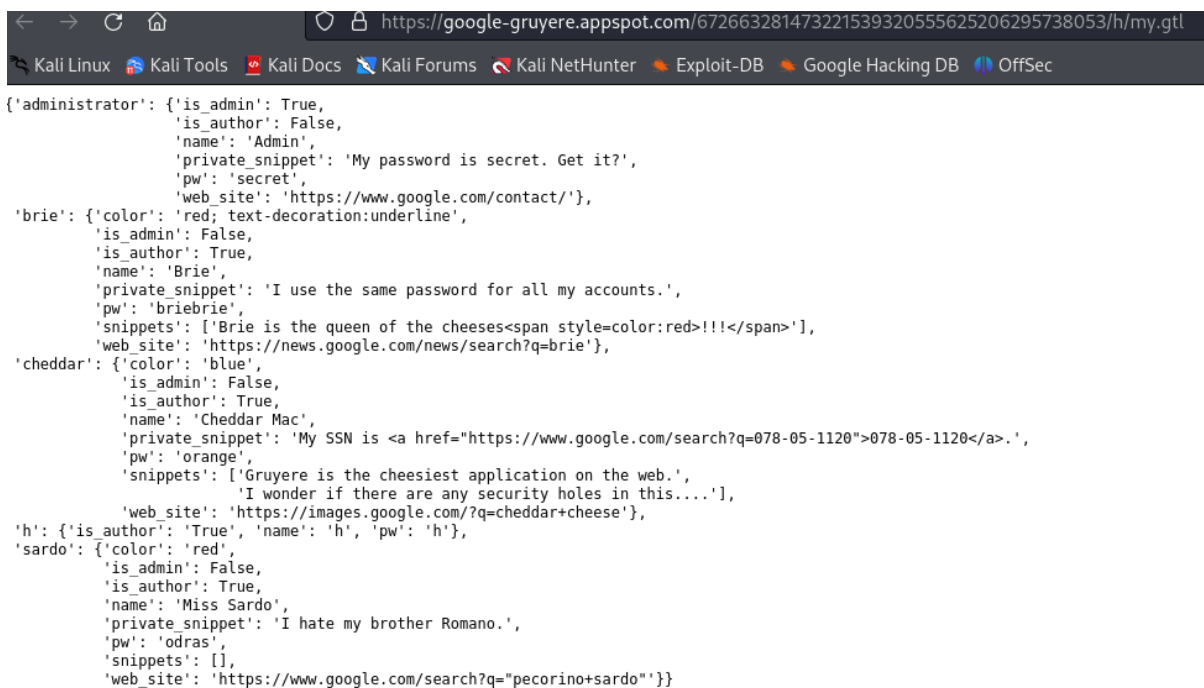 https://google-gruyere.appspot.com/672663281473221539320555625206295738053/h/my.gtl
Kali Linux Kali Tools Kali Docs Kali Forums Kali NetHunter Exploit-DB Google Hacking DB OffSec
{'administrator': {'is_admin': True,
'is_author': False,
'name': 'Admin',
'private_snippet': 'My password is secret. Get it?',
'pw': 'secret',
'web_site': 'https://www.google.com/contact/'},
'brie': {'color': 'red; text-decoration:underline',
'is_admin': False,
'is_author': True,
'name': 'Brie',
'private_snippet': 'I use the same password for all my accounts.',
'pw': 'briebrie',
'snippets': ['Brie is the queen of the cheeses<span style=color:red>!!!</span>'],
'web_site': 'https://news.google.com/news/search?q=brie'},
'cheddar': {'color': 'blue',
'is_admin': False,
'is_author': True,
'name': 'Cheddar Mac',
'private_snippet': 'My SSN is <a href="https://www.google.com/search?q=078-05-1120">078-05-1120</a>.',
'pw': 'orange',
'snippets': ['Gruyere is the cheesiest application on the web.',
'I wonder if there are any security holes in this....'],
'web_site': 'https://images.google.com/?q=cheddar+cheese'},
'h': {'is_author': 'True', 'name': 'h', 'pw': 'h'},
'sardo': {'color': 'red',
'is_admin': False,
'is_author': True,
'name': 'Miss Sardo',
'private_snippet': 'I hate my brother Romano.',
'pw': 'odras',
'snippets': [],
'web_site': 'https://www.google.com/search?q="pecorino+sardo"'}}